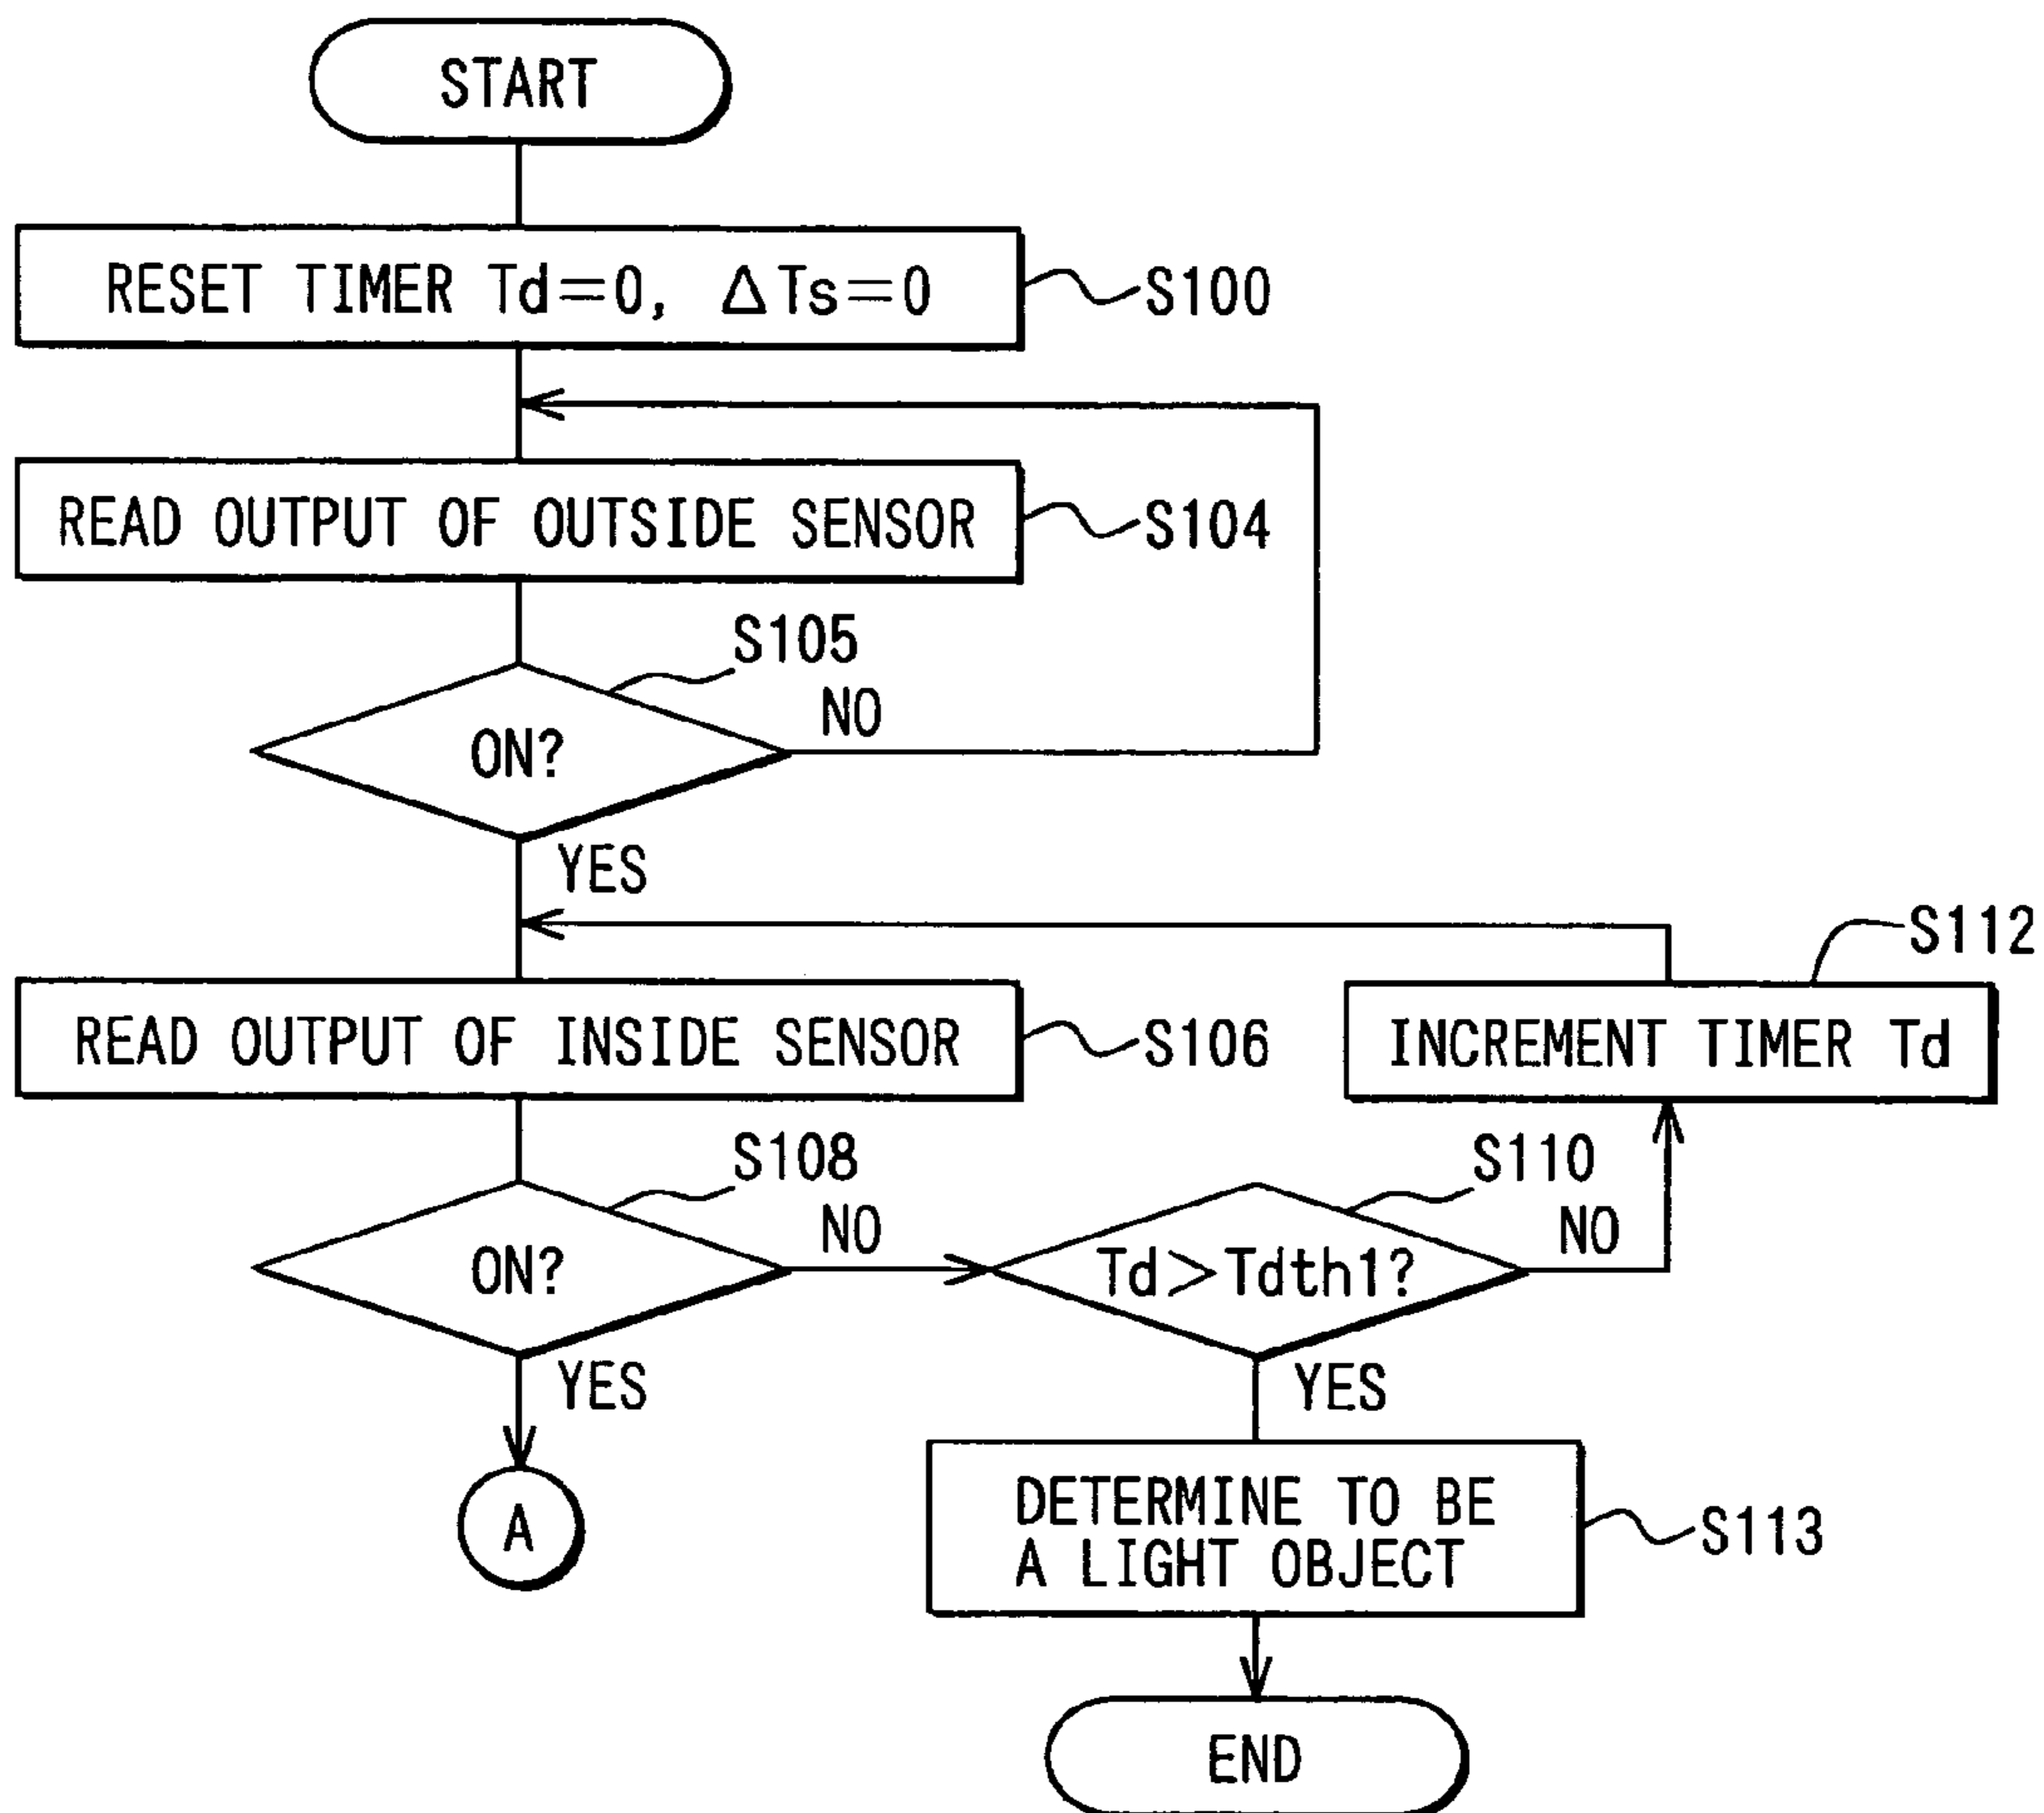 START
RESET TIMER Td=0, ΔTs=0
S100
READ OUTPUT OF OUTSIDE SENSOR
S104
S105
ON?
NO
YES
READ OUTPUT OF INSIDE SENSOR
S106
S112
INCREMENT TIMER Td
S108
ON?
NO
YES
S110
Td>Tdth1?
NO
YES
A
DETERMINE TO BE
A LIGHT OBJECT
S113
END